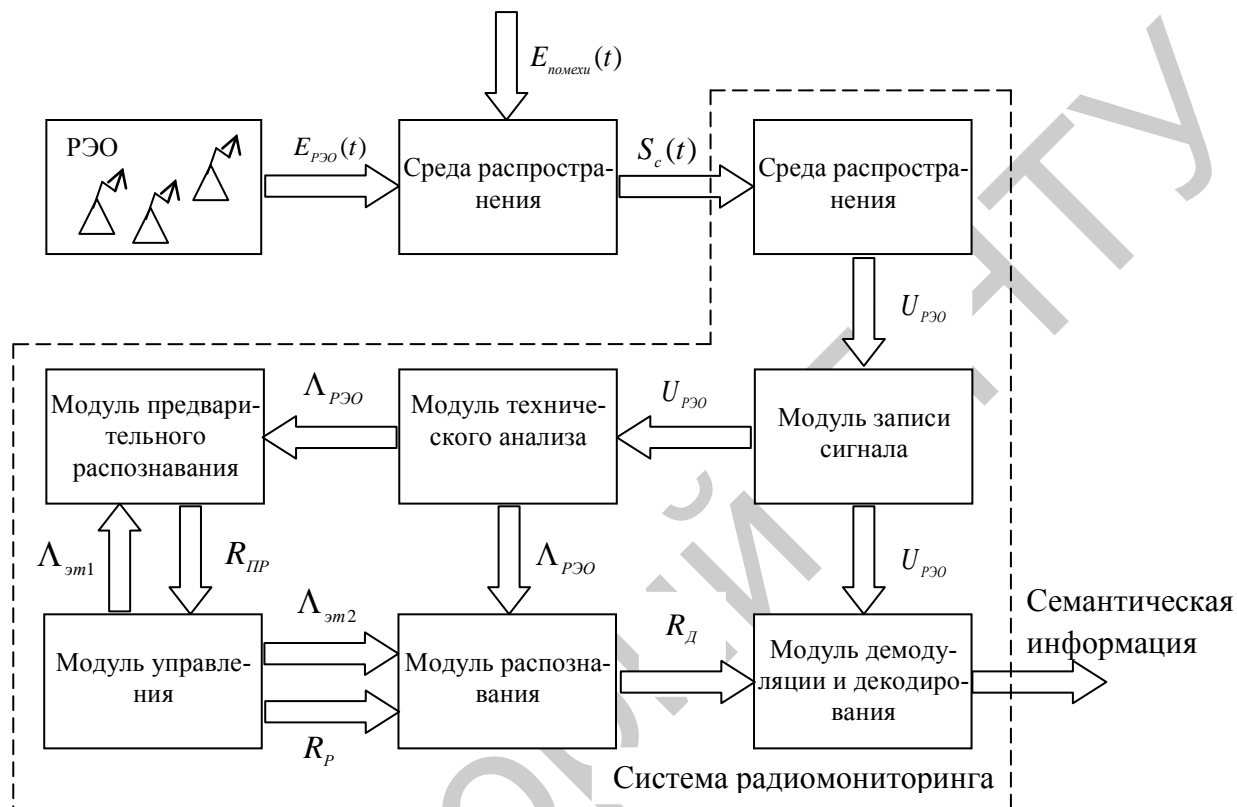 E_помехи(t)
РЭО
E_РЭО(t)
Среда распростра-
нения
S_c(t)
Среда распростра-
нения
U_РЭО
Модуль предвари-
тельного
распознавания
Λ_РЭО
Модуль техниче-
ского анализа
U_РЭО
Модуль записи
сигнала
Λ_эт1
R_ПР
Λ_РЭО
U_РЭО
Модуль управле-
ния
Λ_эт2
R_Р
Модуль распозна-
вания
R_Д
Модуль демоду-
ляции и декодиро-
вания
Семантическая
информация
Система радиомониторинга